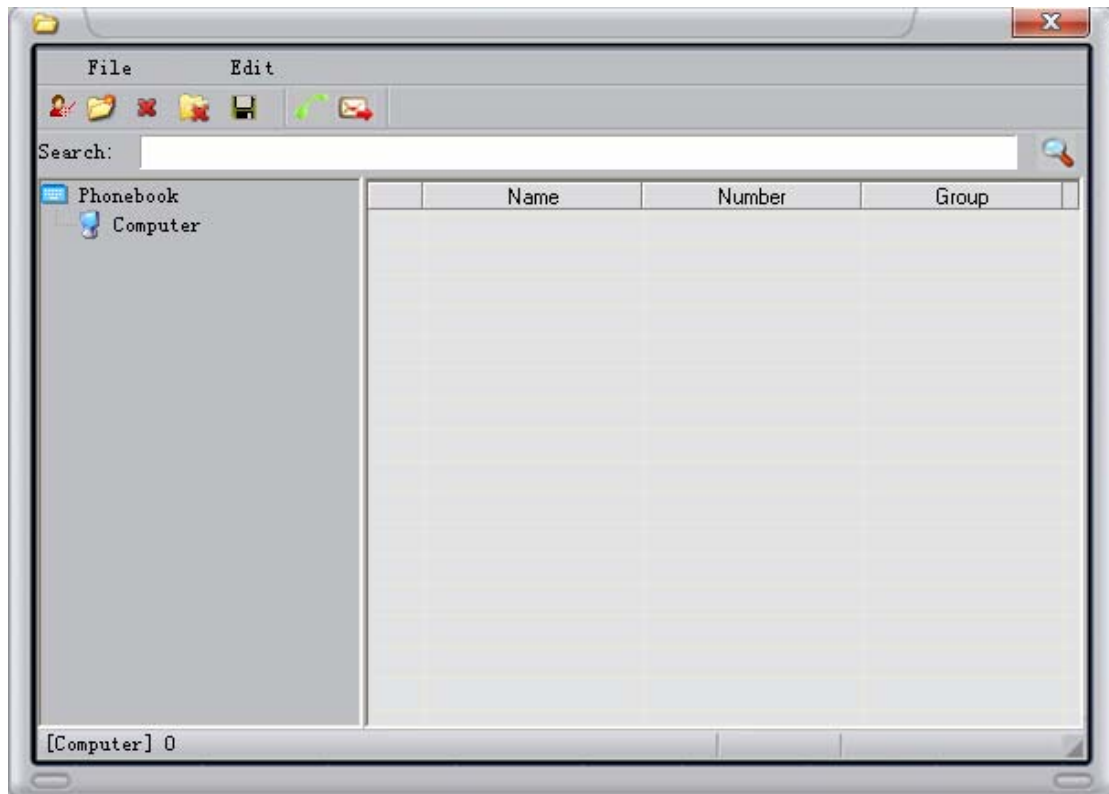 File Edit
Search:
Phonebook
Name Number Group
Computer
[Computer] 0